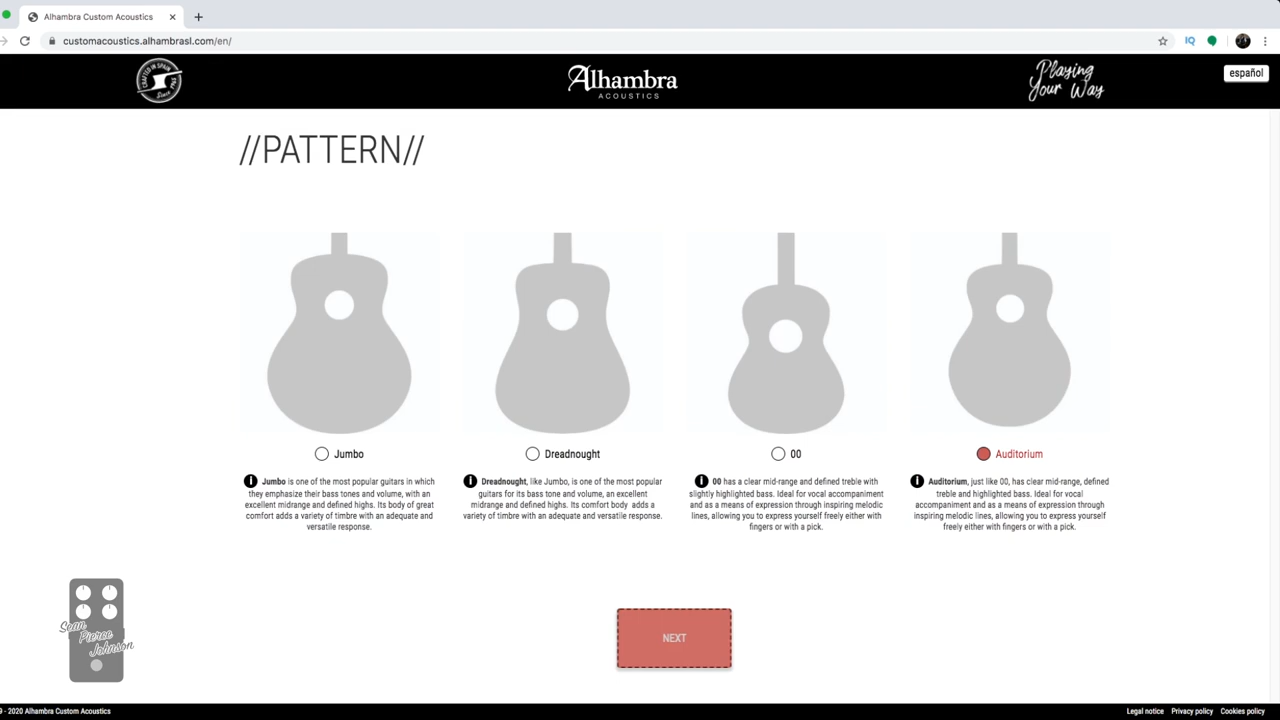 Alhambra Custom Acoustics
customacoustics.alhambrasl.com/en/
IQ
CRAFTED IN SPAIN
Alhambra
ACOUSTICS
Playing
Your Way
español
//PATTERN//
Jumbo
Jumbo is one of the most popular guitars in which
they emphasize their bass tones and volume, with an
excellent midrange and defined highs. Its body of great
comfort adds a variety of timbre with an adequate and
versatile response.
Dreadnought
Dreadnought, like Jumbo, is one of the most popular
guitars for its bass tone and volume, an excellent
midrange and defined highs. Its comfort body adds a
variety of timbre with an adequate and versatile response.
00
00 has a clear mid-range and defined treble with
slightly highlighted bass. Ideal for vocal accompaniment
and as a means of expression through inspiring melodic
lines, allowing you to express yourself freely either with
fingers or with a pick.
Auditorium
Auditorium, just like 00, has clear mid-range, defined
treble and highlighted bass. Ideal for vocal
accompaniment and as a means of expression through
inspiring melodic lines, allowing you to express yourself
freely either with fingers or with a pick.
Sean
Pierce
Johnson
NEXT
9 - 2020 Alhambra Custom Acoustics
Legal notice Privacy policy Cookies policy